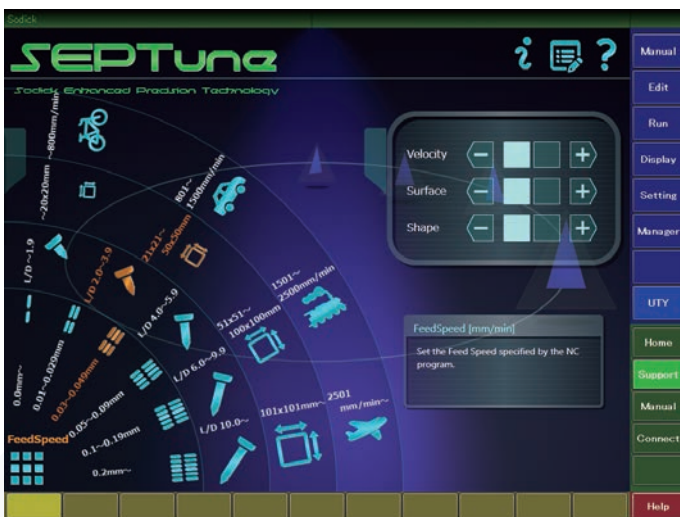 Sodick
SEPTune
Sodick Enhanced Precision Technology
i
?
~800mm/min
801~
1500mm/min
1501~
2500mm/min
2501
mm/min~
~20x20mm
21x21~
50x50mm
51x51~
100x100mm
101x101mm~
L/D ~1.9
L/D 2.0~3.9
L/D 4.0~5.9
L/D 6.0~9.9
L/D 10.0~
0.0mm~
0.01~0.029mm
0.03~0.049mm
0.05~0.09mm
0.1~0.19mm
0.2mm~
FeedSpeed
Velocity
−
+
Surface
−
+
Shape
−
+
FeedSpeed [mm/min]
Set the Feed Speed specified by the NC
program.
Manual
Edit
Run
Display
Setting
Manager
UTY
Home
Support
Manual
Connect
Help